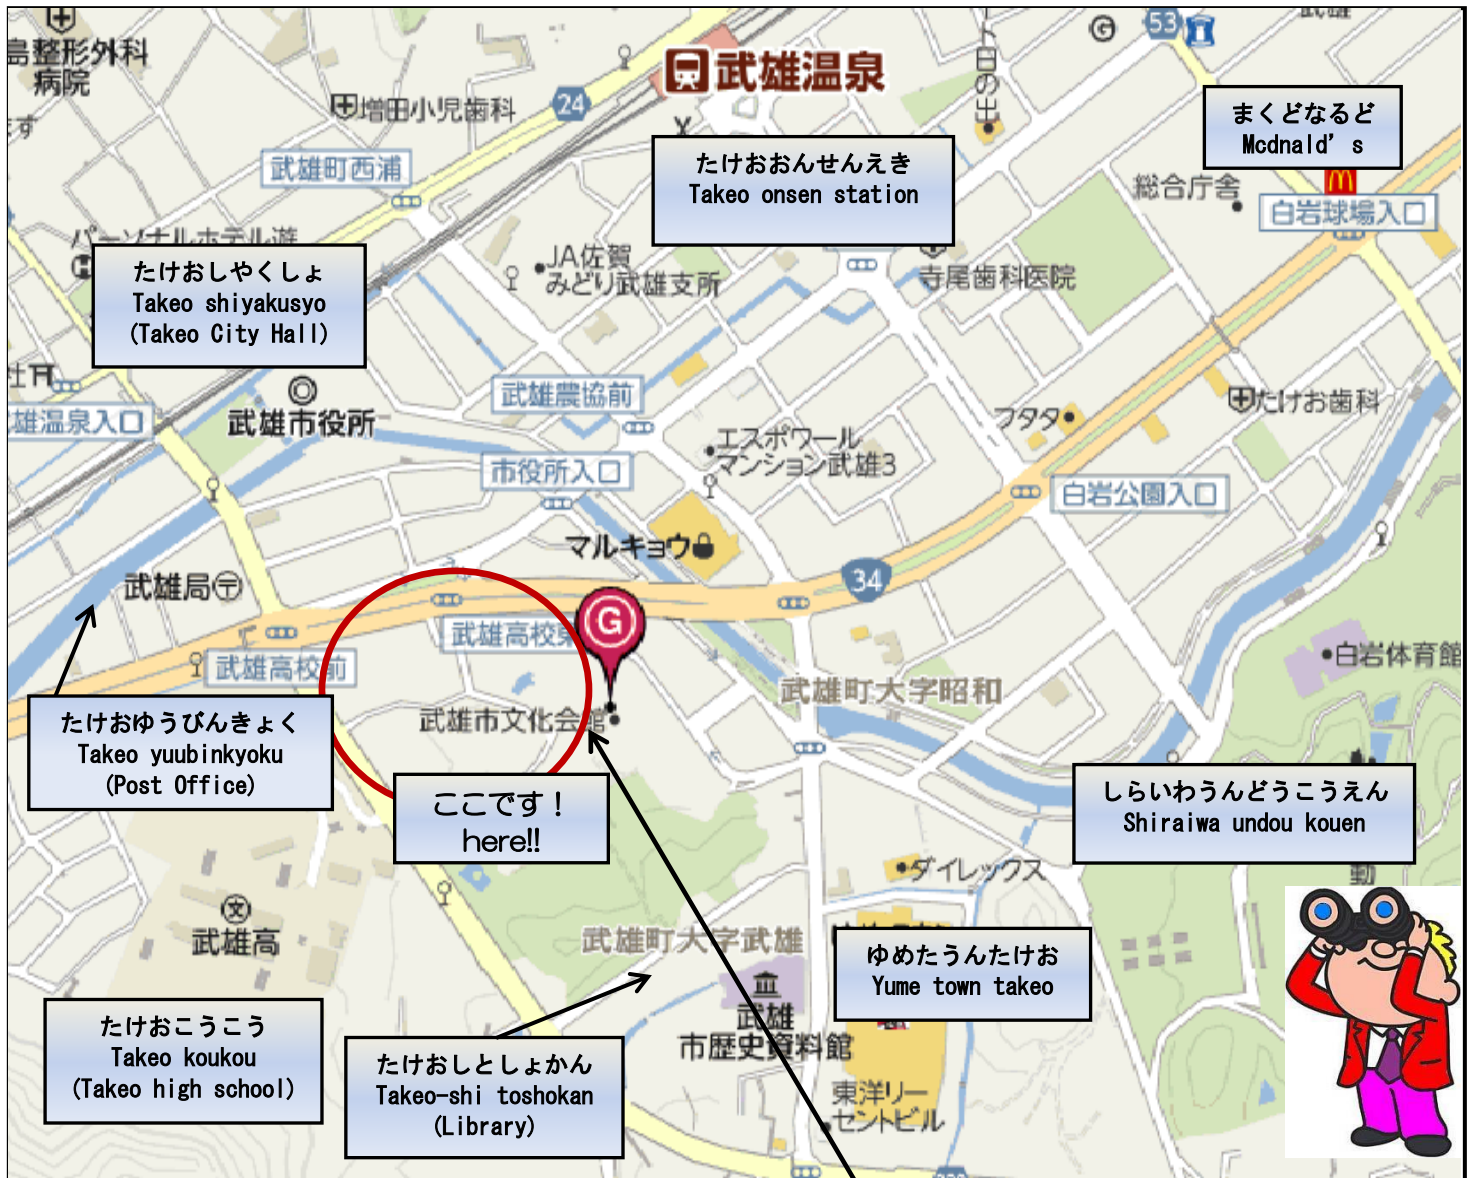 島整形外科
病院
増田小児歯科
24
武雄温泉
日の出
53
武雄町西浦
たけおおんせんえき
Takeo onsen station
まくどなるど
Mcdnald’s
総合庁舎
白岩球場入口
たけおしやくしょ
Takeo shiyakusyo
(Takeo City Hall)
JA佐賀
みどり武雄支所
寺尾歯科医院
武雄農協前
武雄市役所
雄温泉入口
フタタ
たけお歯科
エスポワール
マンション武雄3
市役所入口
白岩公園入口
マルキョウ
34
武雄局
G
武雄高校東
武雄高校前
白岩体育館
武雄町大字昭和
武雄市文化会館
たけおゆうびんきょく
Takeo yuubinkyoku
(Post Office)
ここです！
here!!
しらいわうんどうこうえん
Shiraiwa undou kouen
動
ダイレックス
文
武雄高
武雄町大字武雄
ゆめたうんたけお
Yume town takeo
武雄
市歴史資料館
たけおこうこう
Takeo koukou
(Takeo high school)
たけおしとしょかん
Takeo-shi toshokan
(Library)
東洋リー
セントビル